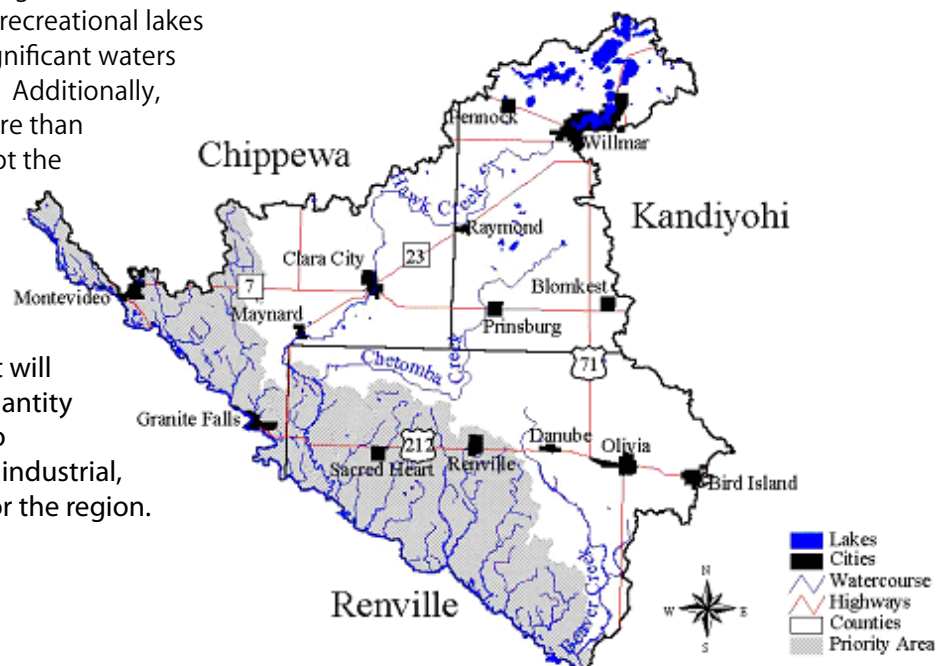 recreational lakes
gnificant waters
Additionally,
re than
ot the
t will
antity
industrial,
or the region.
Chippewa
Pennock
Willmar
Hawk Creek
Kandiyohi
Raymond
Clara City
23
7
Blomkest
Montevideo
Maynard
Prinsburg
Chetomba
Creek
71
Granite Falls
212
Danube
Olivia
Sacred Heart
Renville
Bird Island
Beaver Creek
Renville
N
W
E
S
Lakes
Cities
Watercourse
Highways
Counties
Priority Area